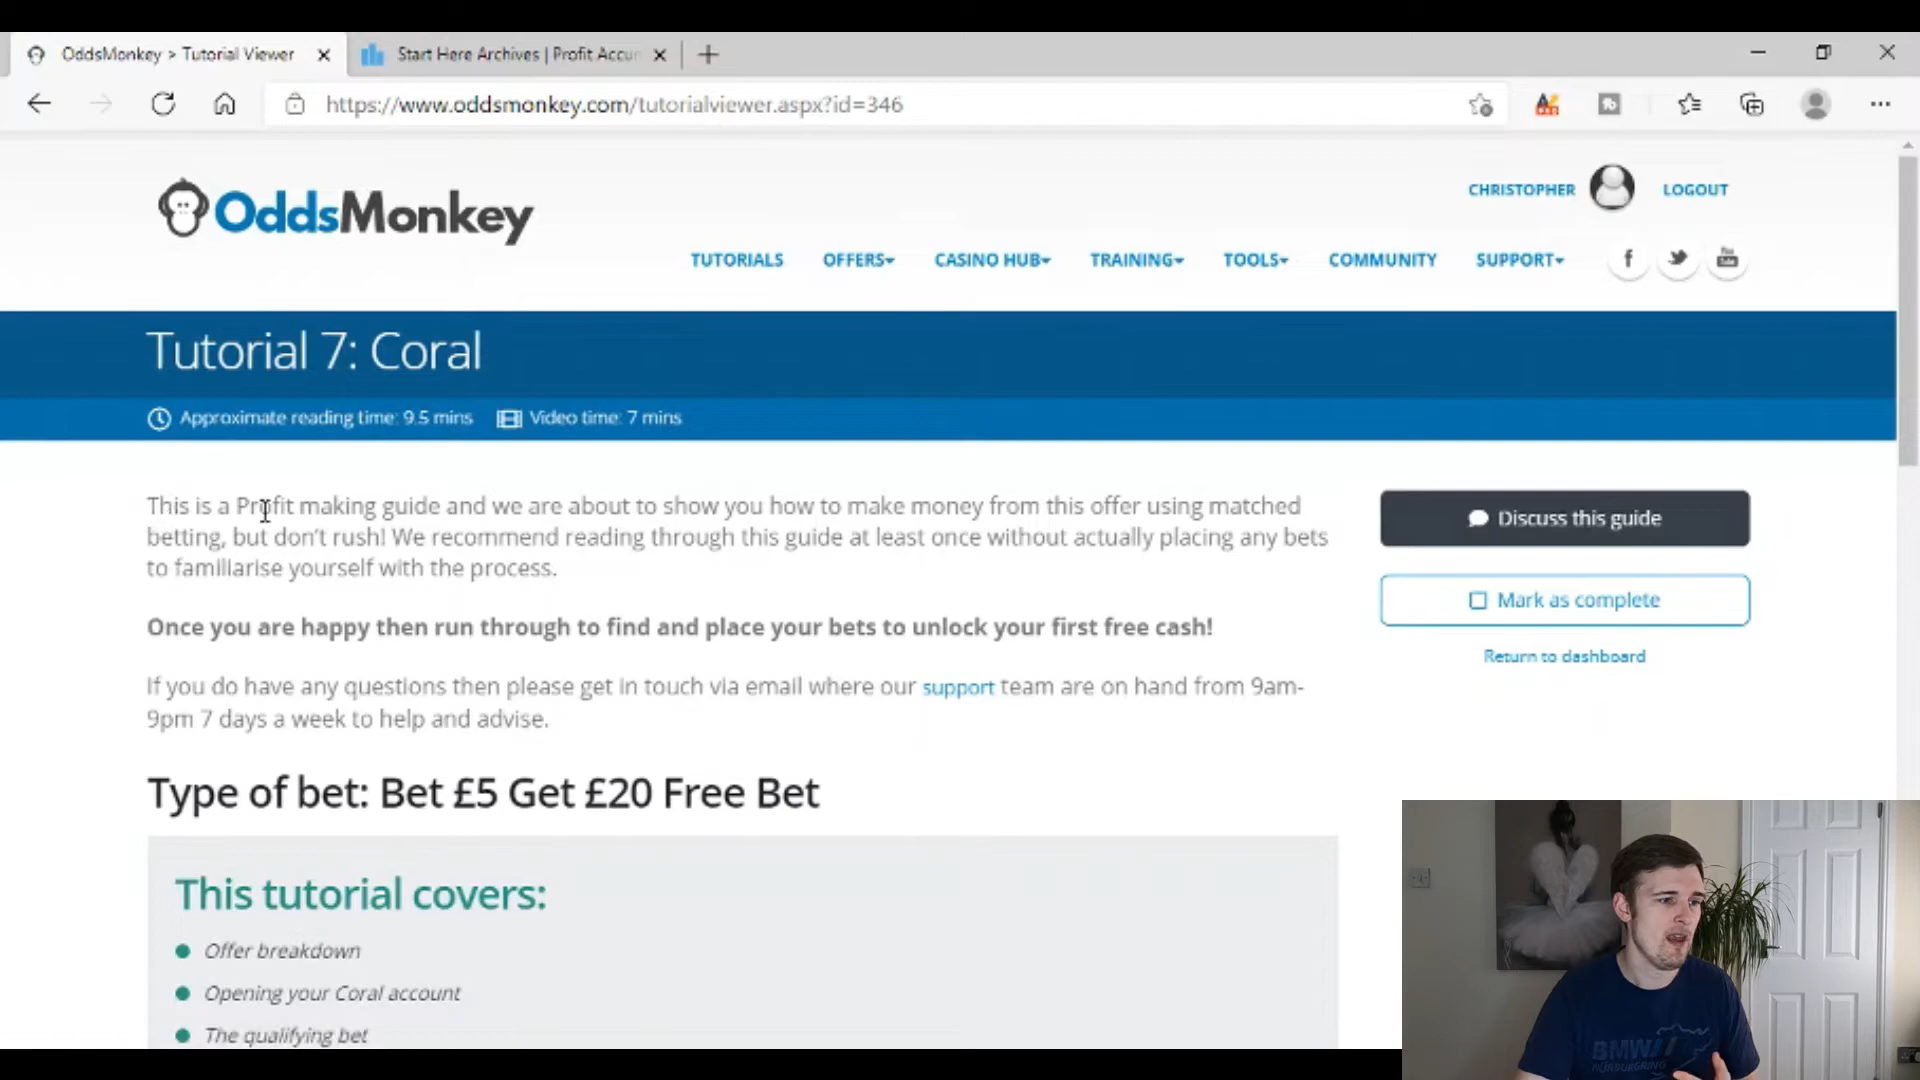 OddsMonkey > Tutorial Viewer
Start Here Archives | Profit Accu
https://www.oddsmonkey.com/tutorialviewer.aspx?id=346
OddsMonkey
CHRISTOPHER
LOGOUT
TUTORIALS
OFFERS
CASINO HUB
TRAINING
TOOLS
COMMUNITY
SUPPORT
Tutorial 7: Coral
Approximate reading time: 9.5 mins
Video time: 7 mins
This is a Profit making guide and we are about to show you how to make money from this offer using matched
betting, but don't rush! We recommend reading through this guide at least once without actually placing any bets
to familiarise yourself with the process.
Discuss this guide
Mark as complete
Once you are happy then run through to find and place your bets to unlock your first free cash!
Return to dashboard
If you do have any questions then please get in touch via email where our support team are on hand from 9am-
9pm 7 days a week to help and advise.
Type of bet: Bet £5 Get £20 Free Bet
This tutorial covers:
Offer breakdown
Opening your Coral account
The qualifying bet
BMW